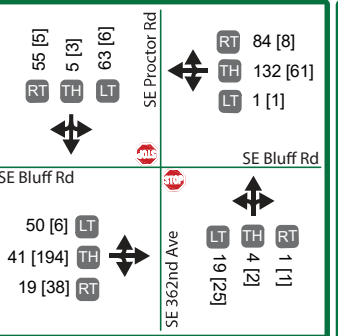 55 [5]
5 [3]
63 [6]
RT TH LT
SE Proctor Rd
STOP
RT 84 [8]
TH 132 [61]
LT 1 [1]
SE Bluff Rd
SE Bluff Rd
50 [6] LT
41 [194] TH
19 [38] RT
STOP
SE 362nd Ave
LT TH RT
19 [25]
4 [2]
1 [1]